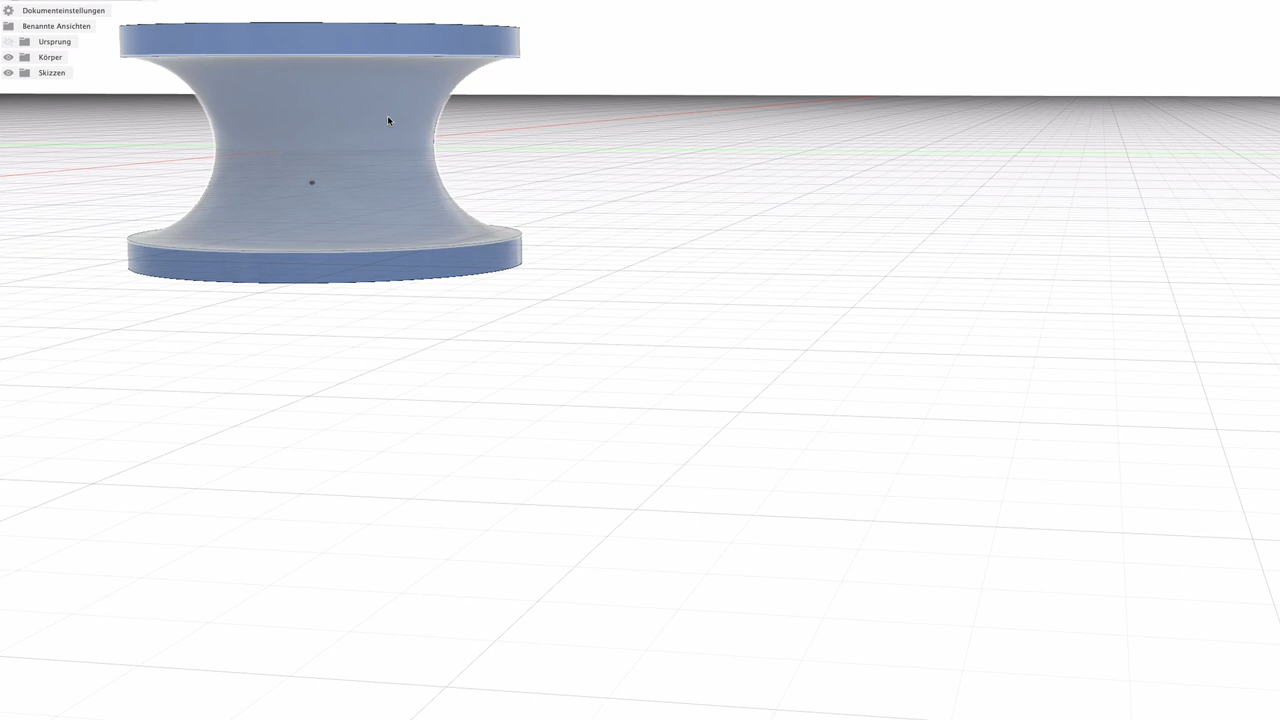 Dokumenteinstellungen
Benannte Ansichten
Ursprung
Körper
Skizzen